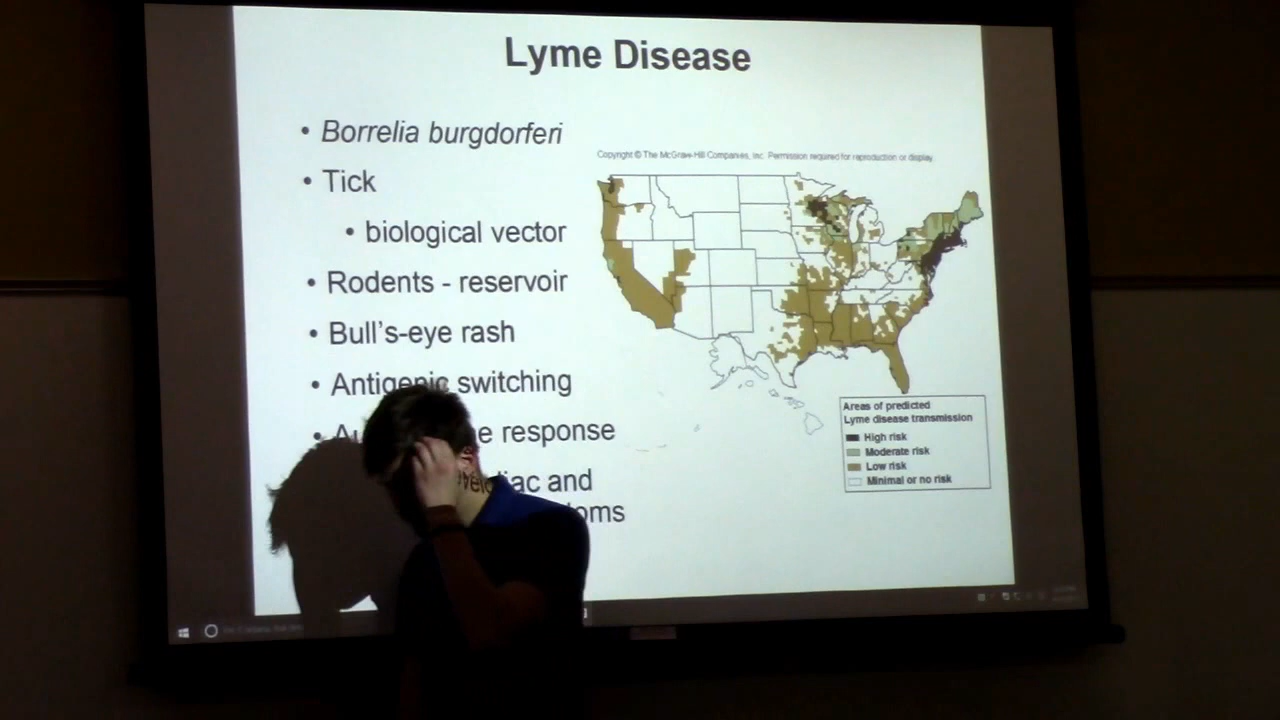 Lyme Disease
• Borrelia burgdorferi
• Tick
• biological vector
• Rodents - reservoir
• Bull's-eye rash
• Antigenic switching
• response
and
Copyright © The McGraw-Hill Companies, Inc. Permission required for reproduction or display.
Areas of predicted
Lyme disease transmission
High risk
Moderate risk
Low risk
Minimal or no risk